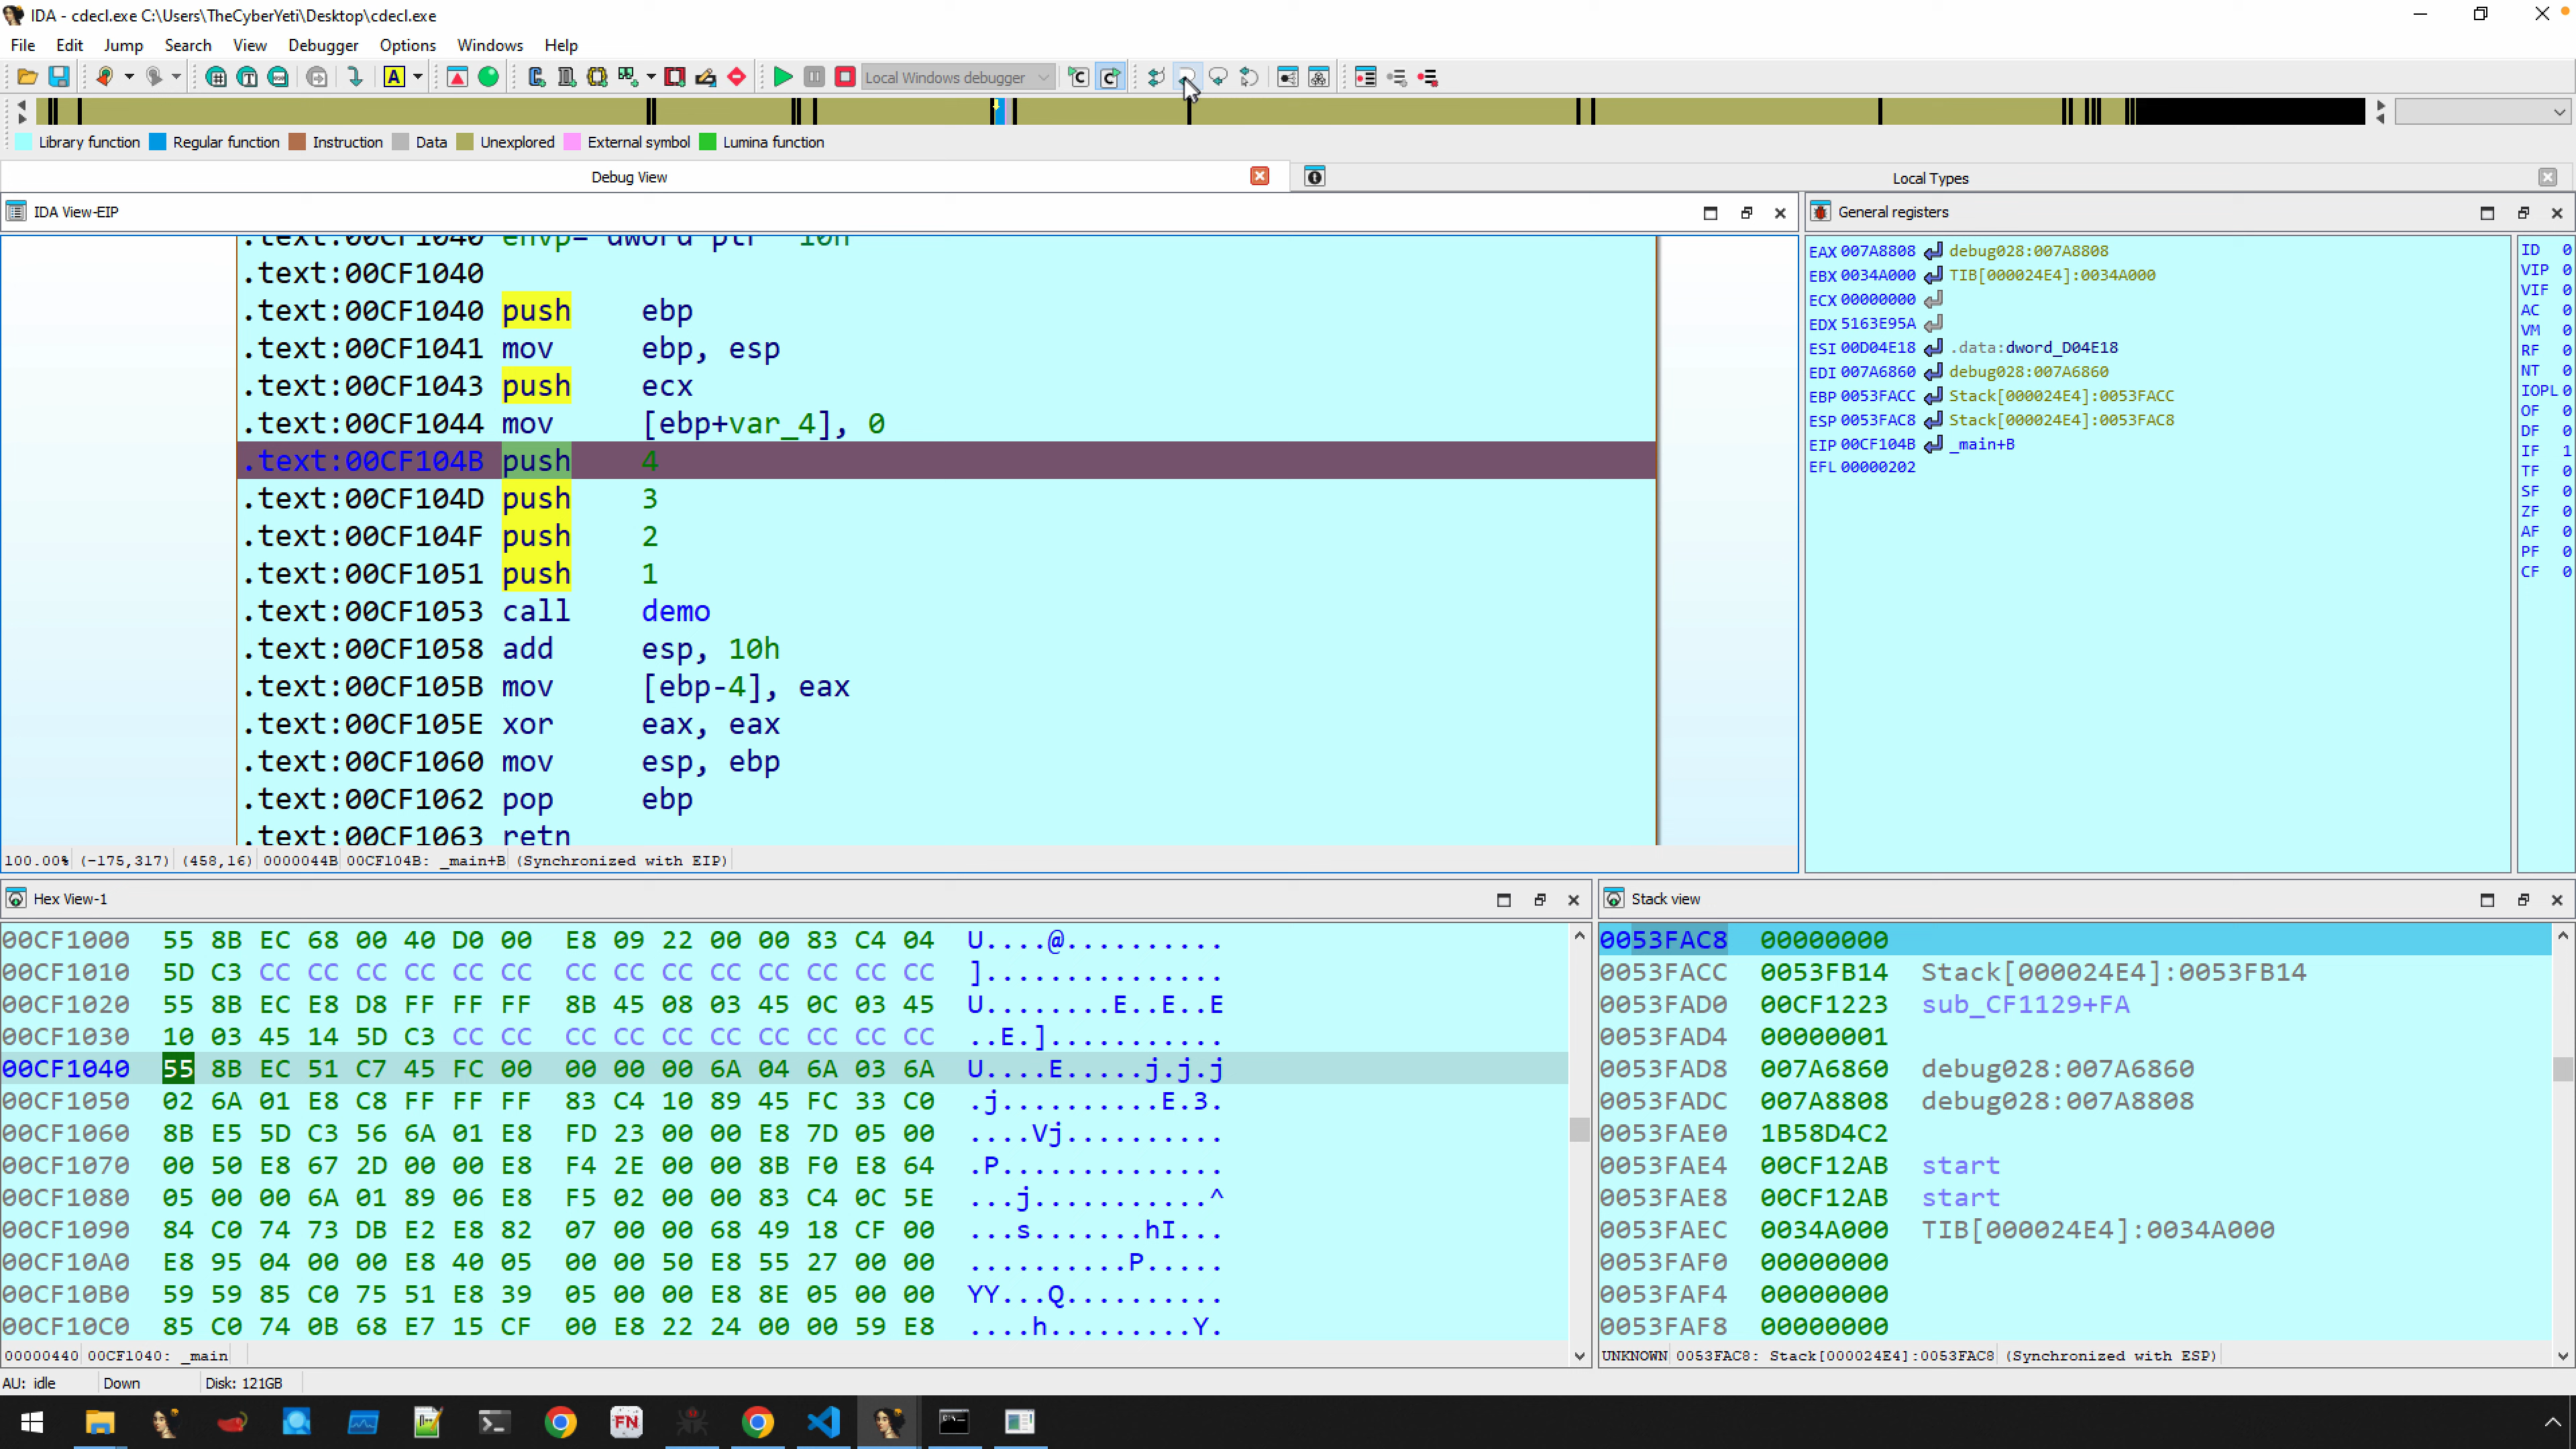 IDA - cdecl.exe C:\Users\TheCyberYeti\Desktop\cdecl.exe
File Edit Jump Search View Debugger Options Windows Help
Local Windows debugger
Library function Regular function Instruction Data Unexplored External symbol Lumina function
Debug View
Local Types
IDA View-EIP
.text:00CF1040 envp= dword ptr  10h
.text:00CF1040
.text:00CF1040 push ebp
.text:00CF1041 mov ebp, esp
.text:00CF1043 push ecx
.text:00CF1044 mov [ebp+var_4], 0
.text:00CF104B push 4
.text:00CF104D push 3
.text:00CF104F push 2
.text:00CF1051 push 1
.text:00CF1053 call demo
.text:00CF1058 add esp, 10h
.text:00CF105B mov [ebp-4], eax
.text:00CF105E xor eax, eax
.text:00CF1060 mov esp, ebp
.text:00CF1062 pop ebp
.text:00CF1063 retn
100.00% (-175,317) (458,16) 0000044B 00CF104B: _main+B (Synchronized with EIP)
General registers
EAX 007A8808 debug028:007A8808
EBX 0034A000 TIB[000024E4]:0034A000
ECX 00000000
EDX 5163E95A
ESI 00D04E18 .data:dword_D04E18
EDI 007A6860 debug028:007A6860
EBP 0053FACC Stack[000024E4]:0053FACC
ESP 0053FAC8 Stack[000024E4]:0053FAC8
EIP 00CF104B _main+B
EFL 00000202
ID 0
VIP 0
VIF 0
AC 0
VM 0
RF 0
NT 0
IOPL 0
OF 0
DF 0
IF 1
TF 0
SF 0
ZF 0
AF 0
PF 0
CF 0
Hex View-1
00CF1000 55 8B EC 68 00 40 D0 00 E8 09 22 00 00 83 C4 04 U....@..........
00CF1010 5D C3 CC CC CC CC CC CC CC CC CC CC CC CC CC CC ]...............
00CF1020 55 8B EC E8 D8 FF FF FF 8B 45 08 03 45 0C 03 45 U........E..E..E
00CF1030 10 03 45 14 5D C3 CC CC CC CC CC CC CC CC CC CC ..E.]...........
00CF1040 55 8B EC 51 C7 45 FC 00 00 00 00 6A 04 6A 03 6A U....E.....j.j.j
00CF1050 02 6A 01 E8 C8 FF FF FF 83 C4 10 89 45 FC 33 C0 .j..........E.3.
00CF1060 8B E5 5D C3 56 6A 01 E8 FD 23 00 00 E8 7D 05 00 ....Vj..........
00CF1070 00 50 E8 67 2D 00 00 E8 F4 2E 00 00 8B F0 E8 64 .P..............
00CF1080 05 00 00 6A 01 89 06 E8 F5 02 00 00 83 C4 0C 5E ...j...........^
00CF1090 84 C0 74 73 DB E2 E8 82 07 00 00 68 49 18 CF 00 ...s.......hI...
00CF10A0 E8 95 04 00 00 E8 40 05 00 00 50 E8 55 27 00 00 ..........P.....
00CF10B0 59 59 85 C0 75 51 E8 39 05 00 00 E8 8E 05 00 00 YY...Q..........
00CF10C0 85 C0 74 0B 68 E7 15 CF 00 E8 22 24 00 00 59 E8 ....h.........Y.
00000440 00CF1040: _main
Stack view
0053FAC8 00000000
0053FACC 0053FB14 Stack[000024E4]:0053FB14
0053FAD0 00CF1223 sub_CF1129+FA
0053FAD4 00000001
0053FAD8 007A6860 debug028:007A6860
0053FADC 007A8808 debug028:007A8808
0053FAE0 1B58D4C2
0053FAE4 00CF12AB start
0053FAE8 00CF12AB start
0053FAEC 0034A000 TIB[000024E4]:0034A000
0053FAF0 00000000
0053FAF4 00000000
0053FAF8 00000000
UNKNOWN 0053FAC8: Stack[000024E4]:0053FAC8 (Synchronized with ESP)
AU: idle Down Disk: 121GB
FN